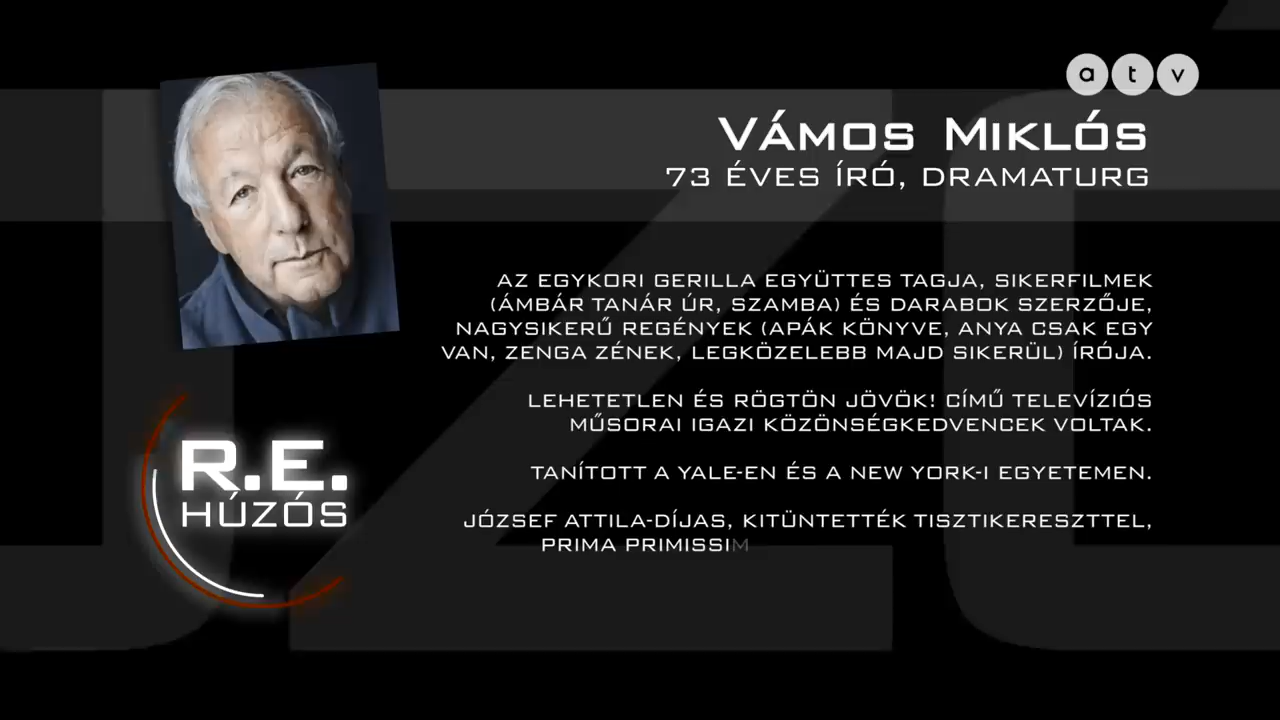 a t v
VÁMOS MIKLÓS
73 ÉVES ÍRÓ, DRAMATURG
AZ EGYKORI GERILLA EGYÜTTES TAGJA, SIKERFILMEK
(ÁMBÁR TANÁR ÚR, SZAMBA) ÉS DARABOK SZERZŐJE,
NAGYSIKERŰ REGÉNYEK (APÁK KÖNYVE, ANYA CSAK EGY
VAN, ZENGA ZÉNEK, LEGKÖZELEBB MAJD SIKERÜL) ÍRÓJA.
LEHETETLEN ÉS RÖGTÖN JÖVÖK! CÍMŰ TELEVÍZIÓS
MŰSORAI IGAZI KÖZÖNSÉGKEDVENCEK VOLTAK.
TANÍTOTT A YALE-EN ÉS A NEW YORK-I EGYETEMEN.
JÓZSEF ATTILA-DÍJAS, KITÜNTETTÉK TISZTIKERESZTTEL,
PRIMA PRIMISSIM
R.E.
HÚZÓS